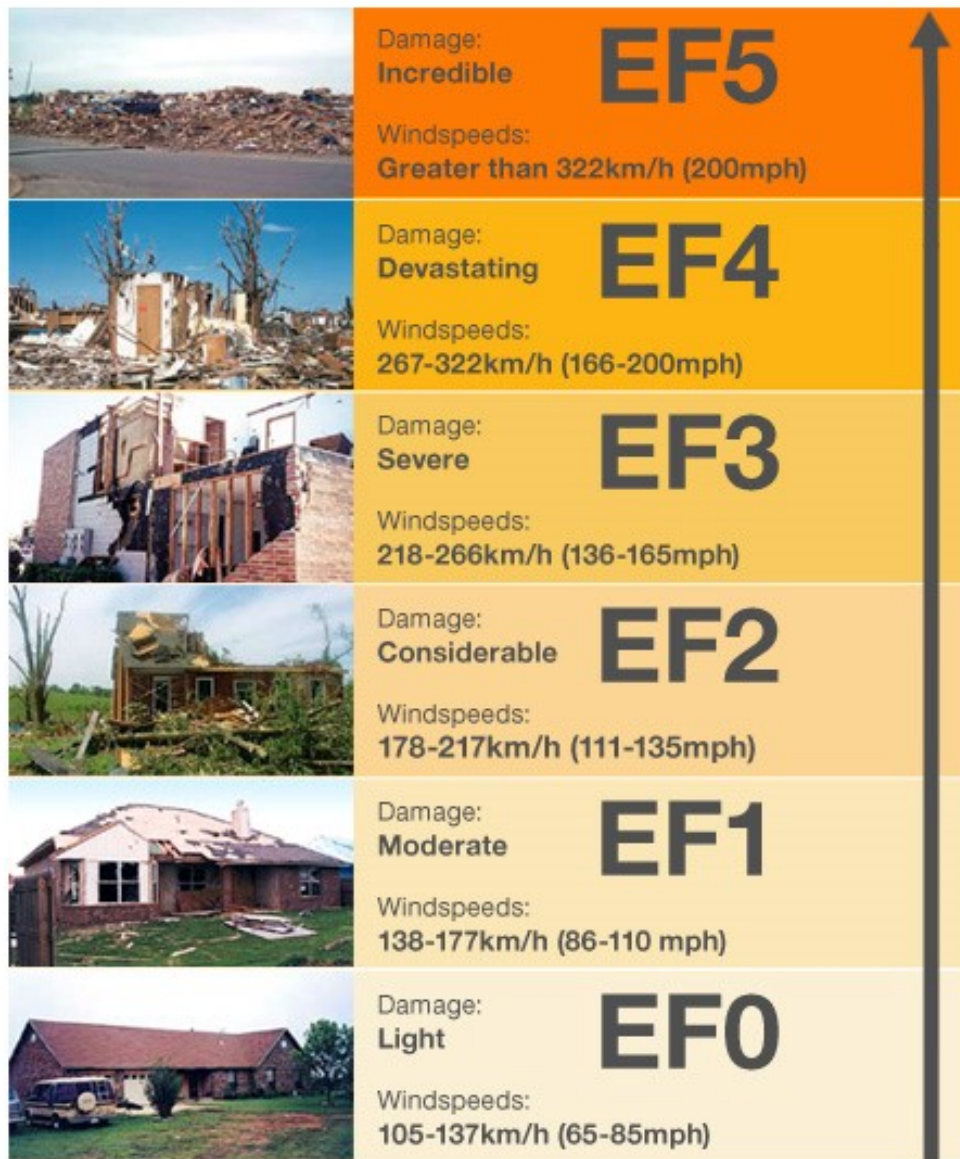 Damage:
Incredible
EF5
Windspeeds:
Greater than 322km/h (200mph)
Damage:
Devastating
EF4
Windspeeds:
267-322km/h (166-200mph)
Damage:
Severe
EF3
Windspeeds:
218-266km/h (136-165mph)
Damage:
Considerable
EF2
Windspeeds:
178-217km/h (111-135mph)
Damage:
Moderate
EF1
Windspeeds:
138-177km/h (86-110 mph)
Damage:
Light
EF0
Windspeeds:
105-137km/h (65-85mph)